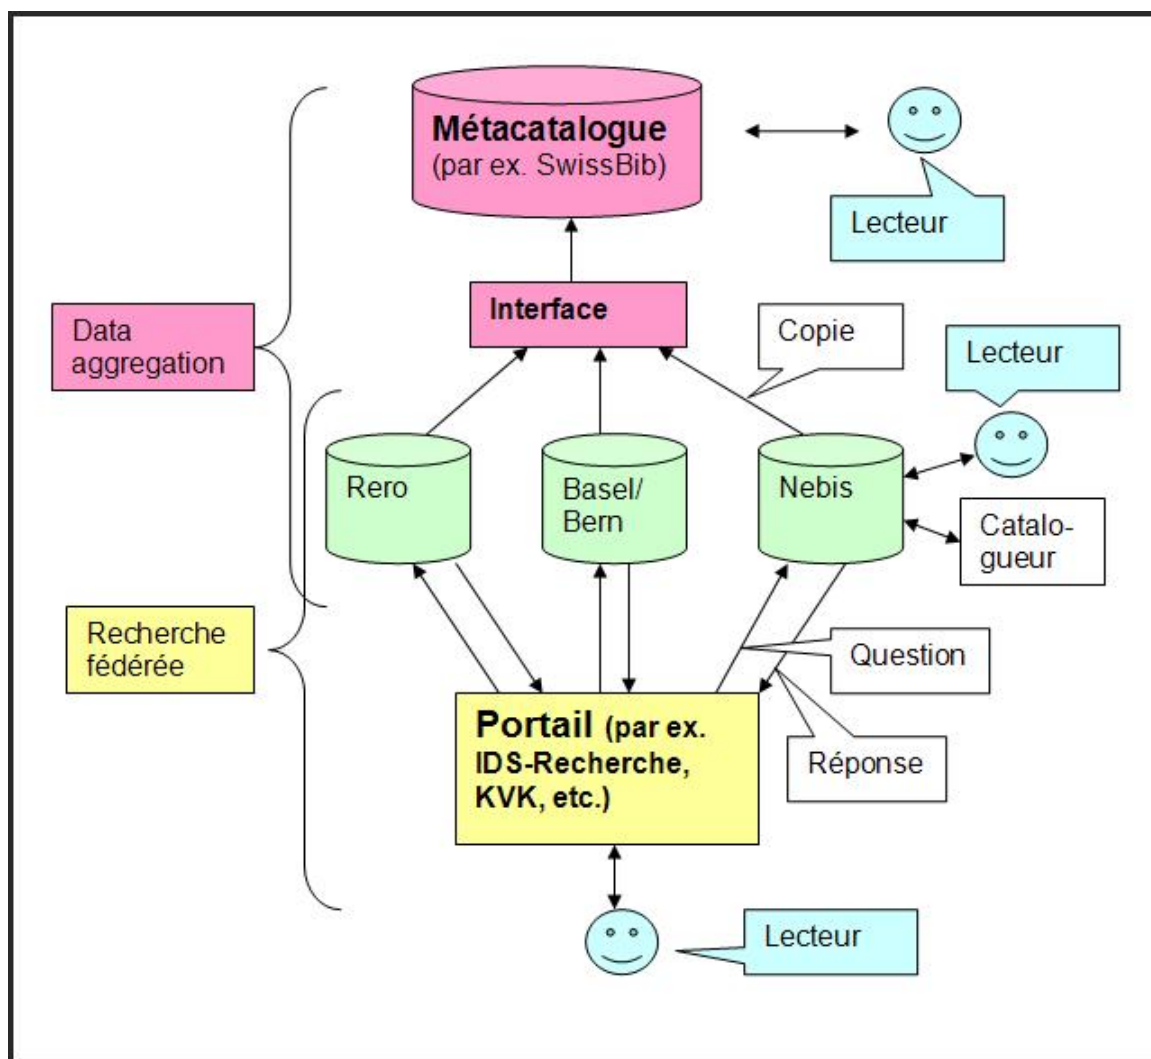 Métacatalogue
(par ex. SwissBib)
Lecteur
Interface
Data
aggregation
Copie
Lecteur
Rero
Basel/
Bern
Nebis
Catalo-
gueur
Recherche
fédérée
Question
Portail (par ex.
IDS-Recherche,
KVK, etc.)
Réponse
Lecteur